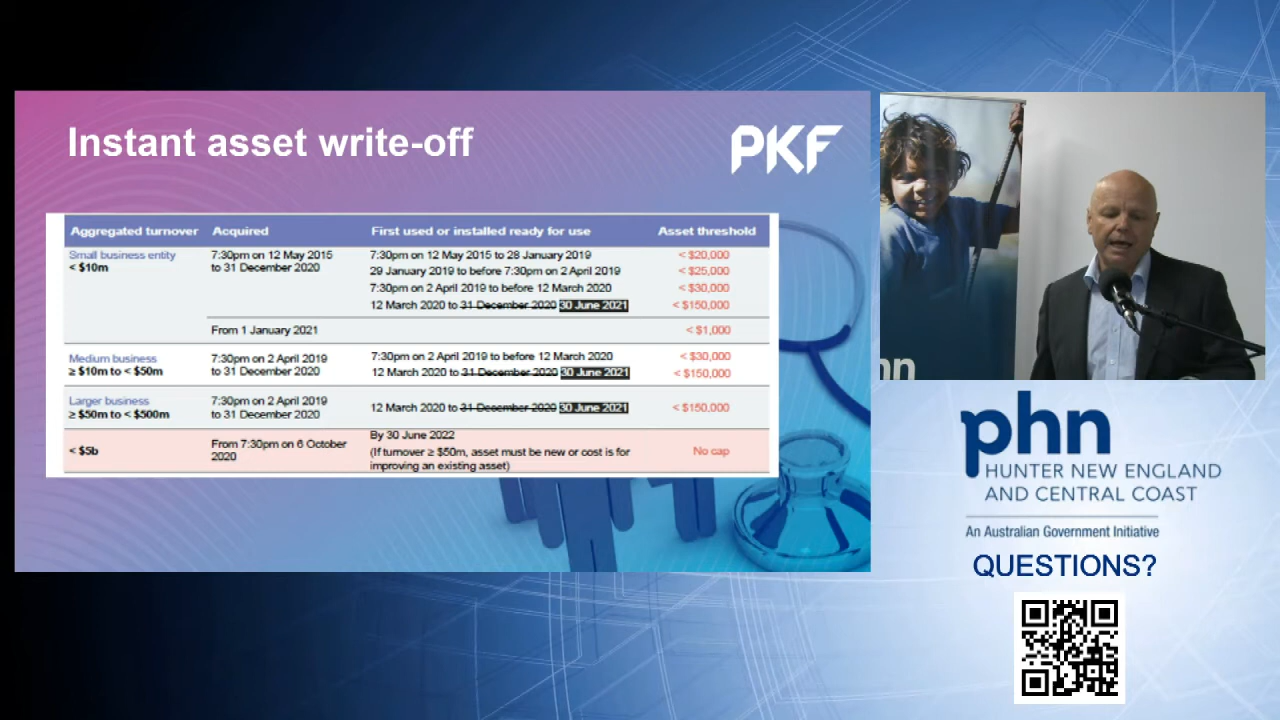 Instant asset write-off
PKF
Aggregated turnover Acquired First used or installed ready for use Asset threshold
Small business entity 7:30pm on 12 May 2015 7:30pm on 12 May 2015 to 28 January 2019 < $20,000
< $10m to 31 December 2020 29 January 2019 to before 7:30pm on 2 April 2019 < $25,000
7:30pm on 2 April 2019 to before 12 March 2020 < $30,000
12 March 2020 to 31 December 2020 30 June 2021 < $150,000
From 1 January 2021 < $1,000
Medium business 7:30pm on 2 April 2019 7:30pm on 2 April 2019 to before 12 March 2020 < $30,000
≥ $10m to < $50m to 31 December 2020 12 March 2020 to 31 December 2020 30 June 2021 < $150,000
Larger business 7:30pm on 2 April 2019
≥ $50m to < $500m to 31 December 2020 12 March 2020 to 31 December 2020 30 June 2021 < $150,000
< $5b From 7:30pm on 6 October 2020 By 30 June 2022 No cap
(If turnover ≥ $50m, asset must be new or cost is for
improving an existing asset)
hn
phn
HUNTER NEW ENGLAND
AND CENTRAL COAST
An Australian Government Initiative
QUESTIONS?